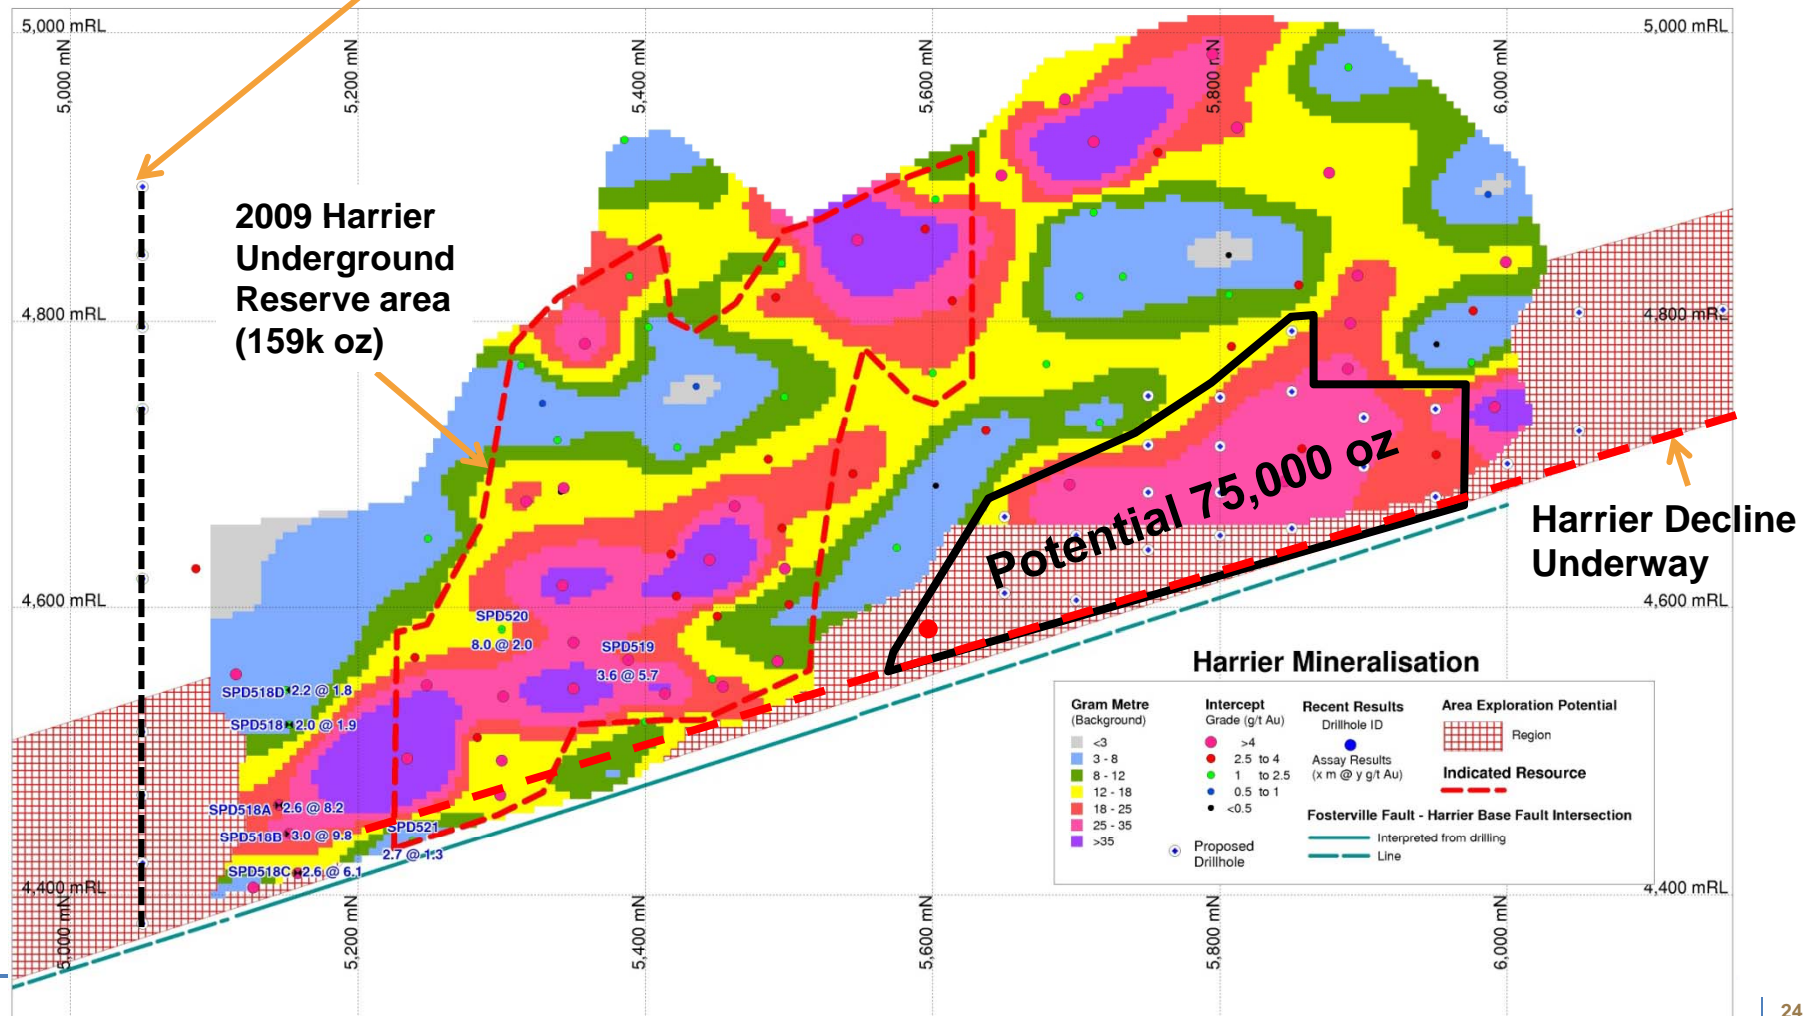 5,000 mRL
5,000 mRL
5,000 mN
5,200 mN
5,400 mN
5,600 mN
5,800 mN
6,000 mN
2009 Harrier
Underground
Reserve area
(159k oz)
4,800 mRL
4,800 mRL
Potential 75,000 oz
Harrier Decline
Underway
4,600 mRL
4,600 mRL
SPD520
8.0 @ 2.0
SPD519
3.6 @ 5.7
SPD518D 2.2 @ 1.8
SPD518 2.0 @ 1.9
SPD518A 2.6 @ 8.2
SPD518B 3.0 @ 9.8
SPD521
2.7 @ 1.3
SPD518C 2.6 @ 6.1
Harrier Mineralisation
Gram Metre
(Background)
<3
3 - 8
8 - 12
12 - 18
18 - 25
25 - 35
>35
Intercept
Grade (g/t Au)
>4
2.5 to 4
1 to 2.5
0.5 to 1
<0.5
Proposed
Drillhole
Recent Results
Drillhole ID
Assay Results
(x m @ y g/t Au)
Area Exploration Potential
Region
Indicated Resource
Fosterville Fault - Harrier Base Fault Intersection
Interpreted from drilling
Line
4,400 mRL
4,400 mRL
5,000 mN
5,200 mN
5,400 mN
5,600 mN
5,800 mN
6,000 mN
24